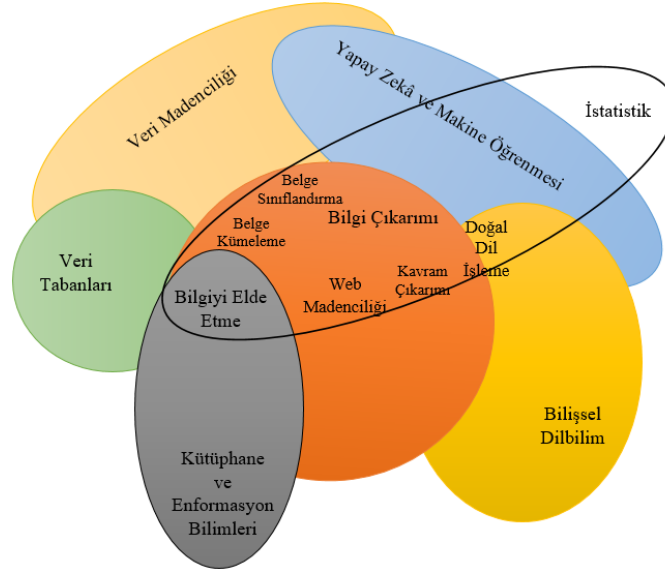 Veri Madenciliği
Yapay Zekâ ve Makine Öğrenmesi
İstatistik
Belge
Sınıflandırma
Bilgi Çıkarımı
Belge
Kümeleme
Doğal
Dil
İşleme
Veri
Tabanları
Bilgiyi Elde
Etme
Web
Madenciliği
Kavram
Çıkarımı
Bilişsel
Dilbilim
Kütüphane
ve
Enformasyon
Bilimleri